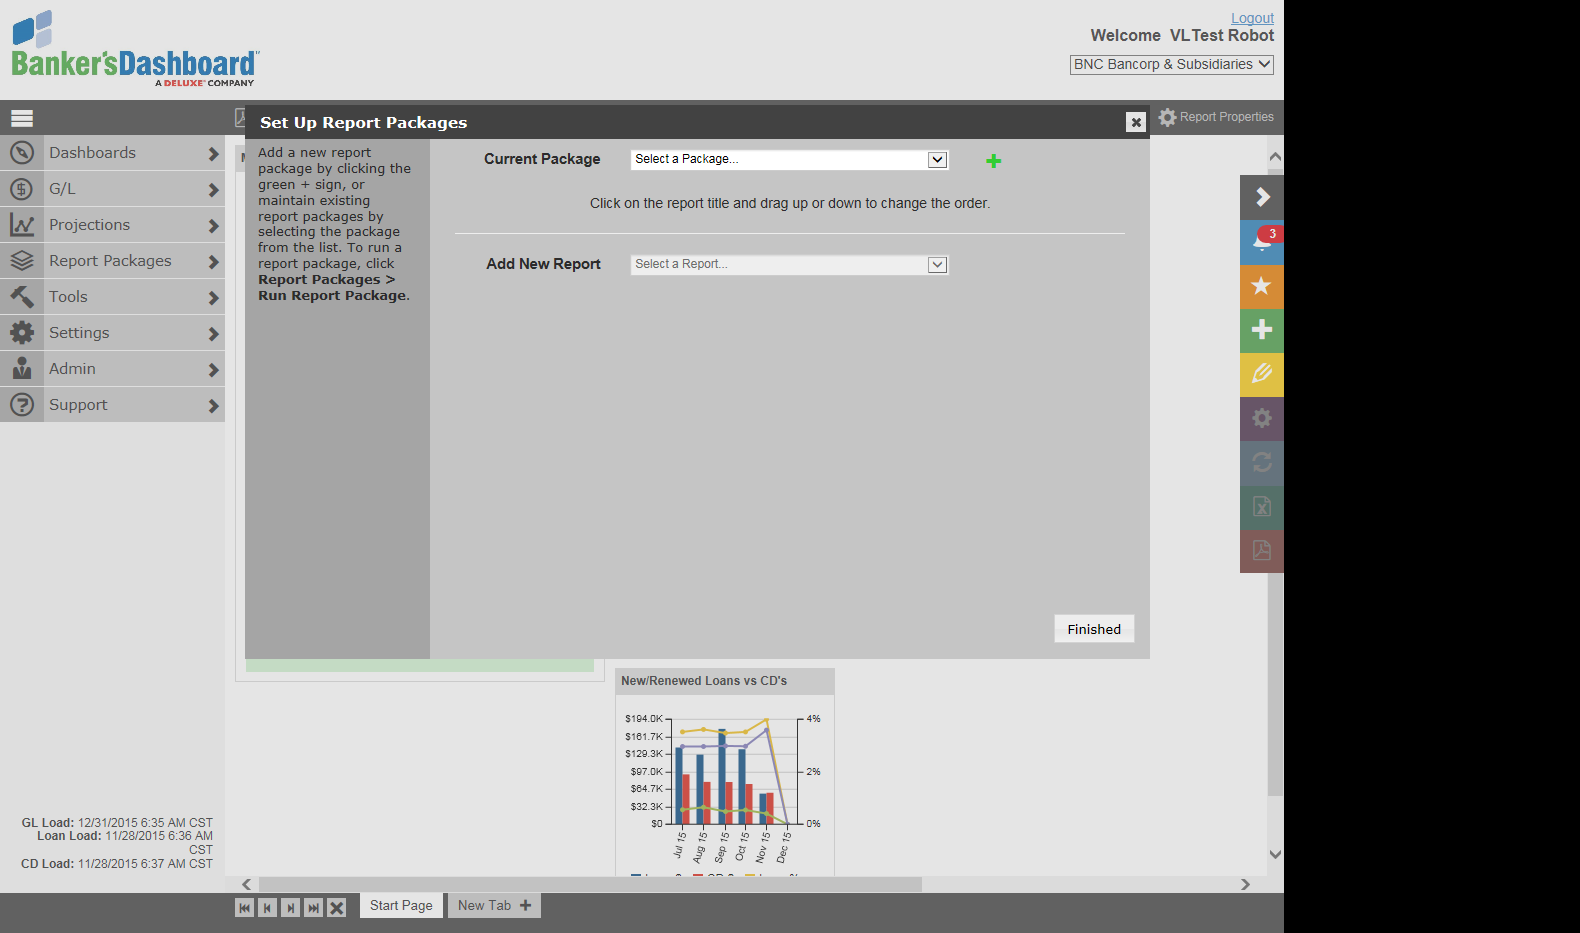 Logout
Welcome VLTest Robot
BNC Bancorp & Subsidiaries
Banker'sDashboard™
A DELUXE® COMPANY
Set Up Report Packages
Report Properties
Dashboards
G/L
Projections
Report Packages
Tools
Settings
Admin
Support
Add a new report
package by clicking the
green + sign, or
maintain existing
report packages by
selecting the package
from the list. To run a
report package, click
Report Packages >
Run Report Package.
Current Package
Select a Package...
Click on the report title and drag up or down to change the order.
Add New Report
Select a Report...
3
Finished
New/Renewed Loans vs CD's
$194.0K
$161.7K
$129.3K
$97.0K
$64.7K
$32.3K
$0
4%
2%
0%
Jul 15
Aug 15
Sep 15
Oct 15
Nov 15
Dec 15
GL Load: 12/31/2015 6:35 AM CST
Loan Load: 11/28/2015 6:36 AM
CST
CD Load: 11/28/2015 6:37 AM CST
Start Page
New Tab